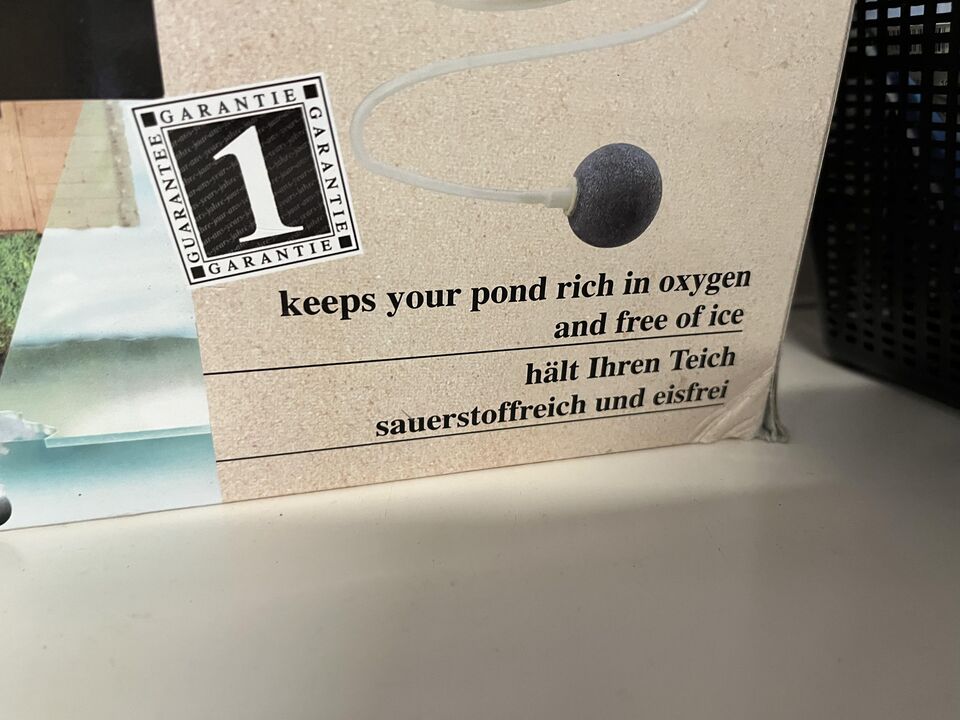 GARANTIE
GUARANTEE
1
GARANTIE
GARANTIE
keeps your pond rich in oxygen
and free of ice
hält Ihren Teich
sauerstoffreich und eisfrei